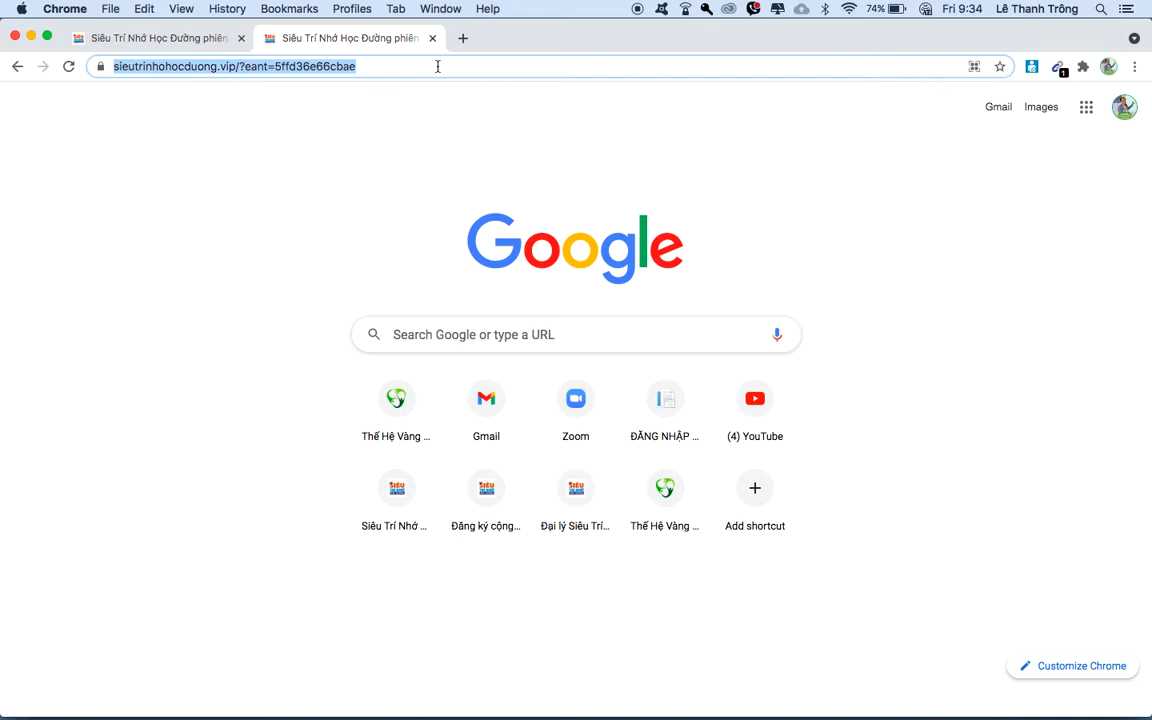 Chrome File Edit View History Bookmarks Profiles Tab Window Help 74% Fri 9:34 Lê Thanh Trông
Siêu Trí Nhớ Học Đường phiên Siêu Trí Nhớ Học Đường phiên
sieutrinhohocduong.vip/?eant=5ffd36e66cbae 1
Gmail Images
Google
Search Google or type a URL
Thế Hệ Vàng ... Gmail Zoom ĐĂNG NHẬP ... (4) YouTube
Siêu Trí Nhớ ... Đăng ký cộng... Đại lý Siêu Trí... Thế Hệ Vàng ... Add shortcut
Customize Chrome